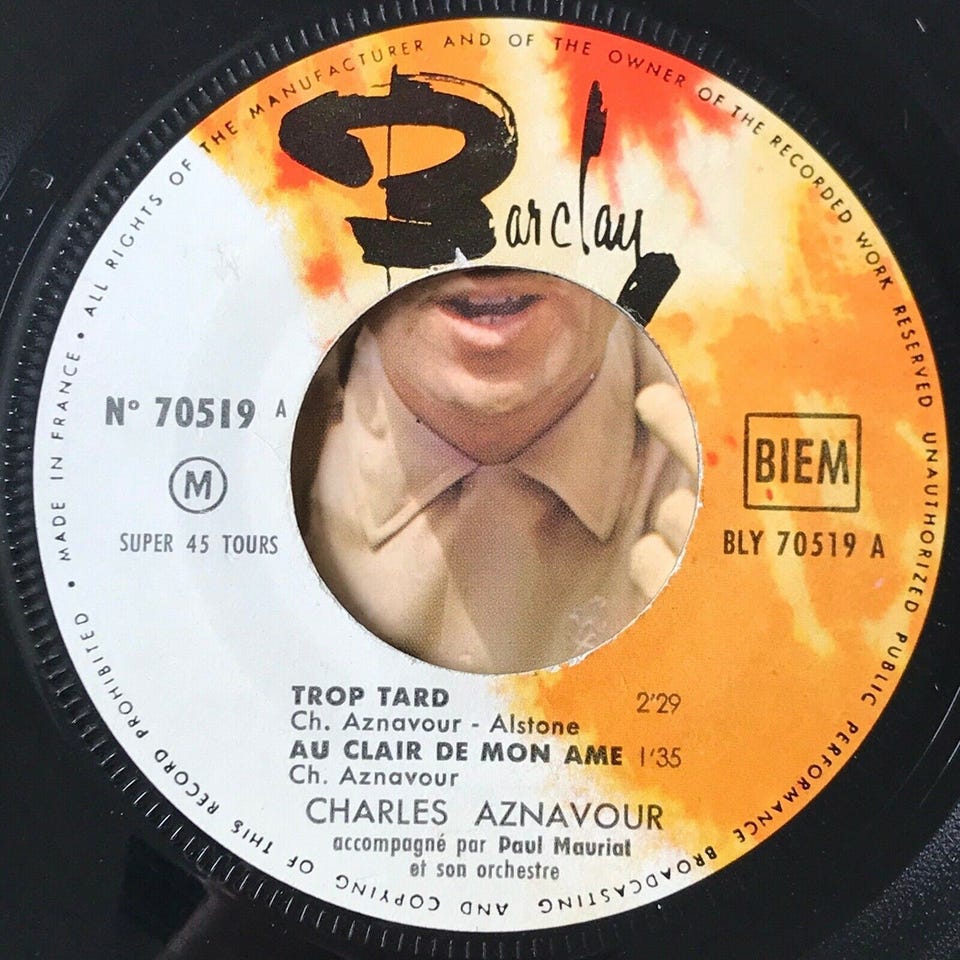 ALL RIGHTS OF THE MANUFACTURER AND OF THE OWNER OF THE RECORDED WORK RESERVED UNAUTHORIZED PUBLIC PERFORMANCE BROADCASTING AND COPYING OF THIS RECORD PROHIBITED • MADE IN FRANCE •
Barclay
N° 70519 A
M
SUPER 45 TOURS
BIEM
BLY 70519 A
TROP TARD 2'29
Ch. Aznavour - Alstone
AU CLAIR DE MON AME 1'35
Ch. Aznavour
CHARLES AZNAVOUR
accompagné par Paul Mauriat
et son orchestre